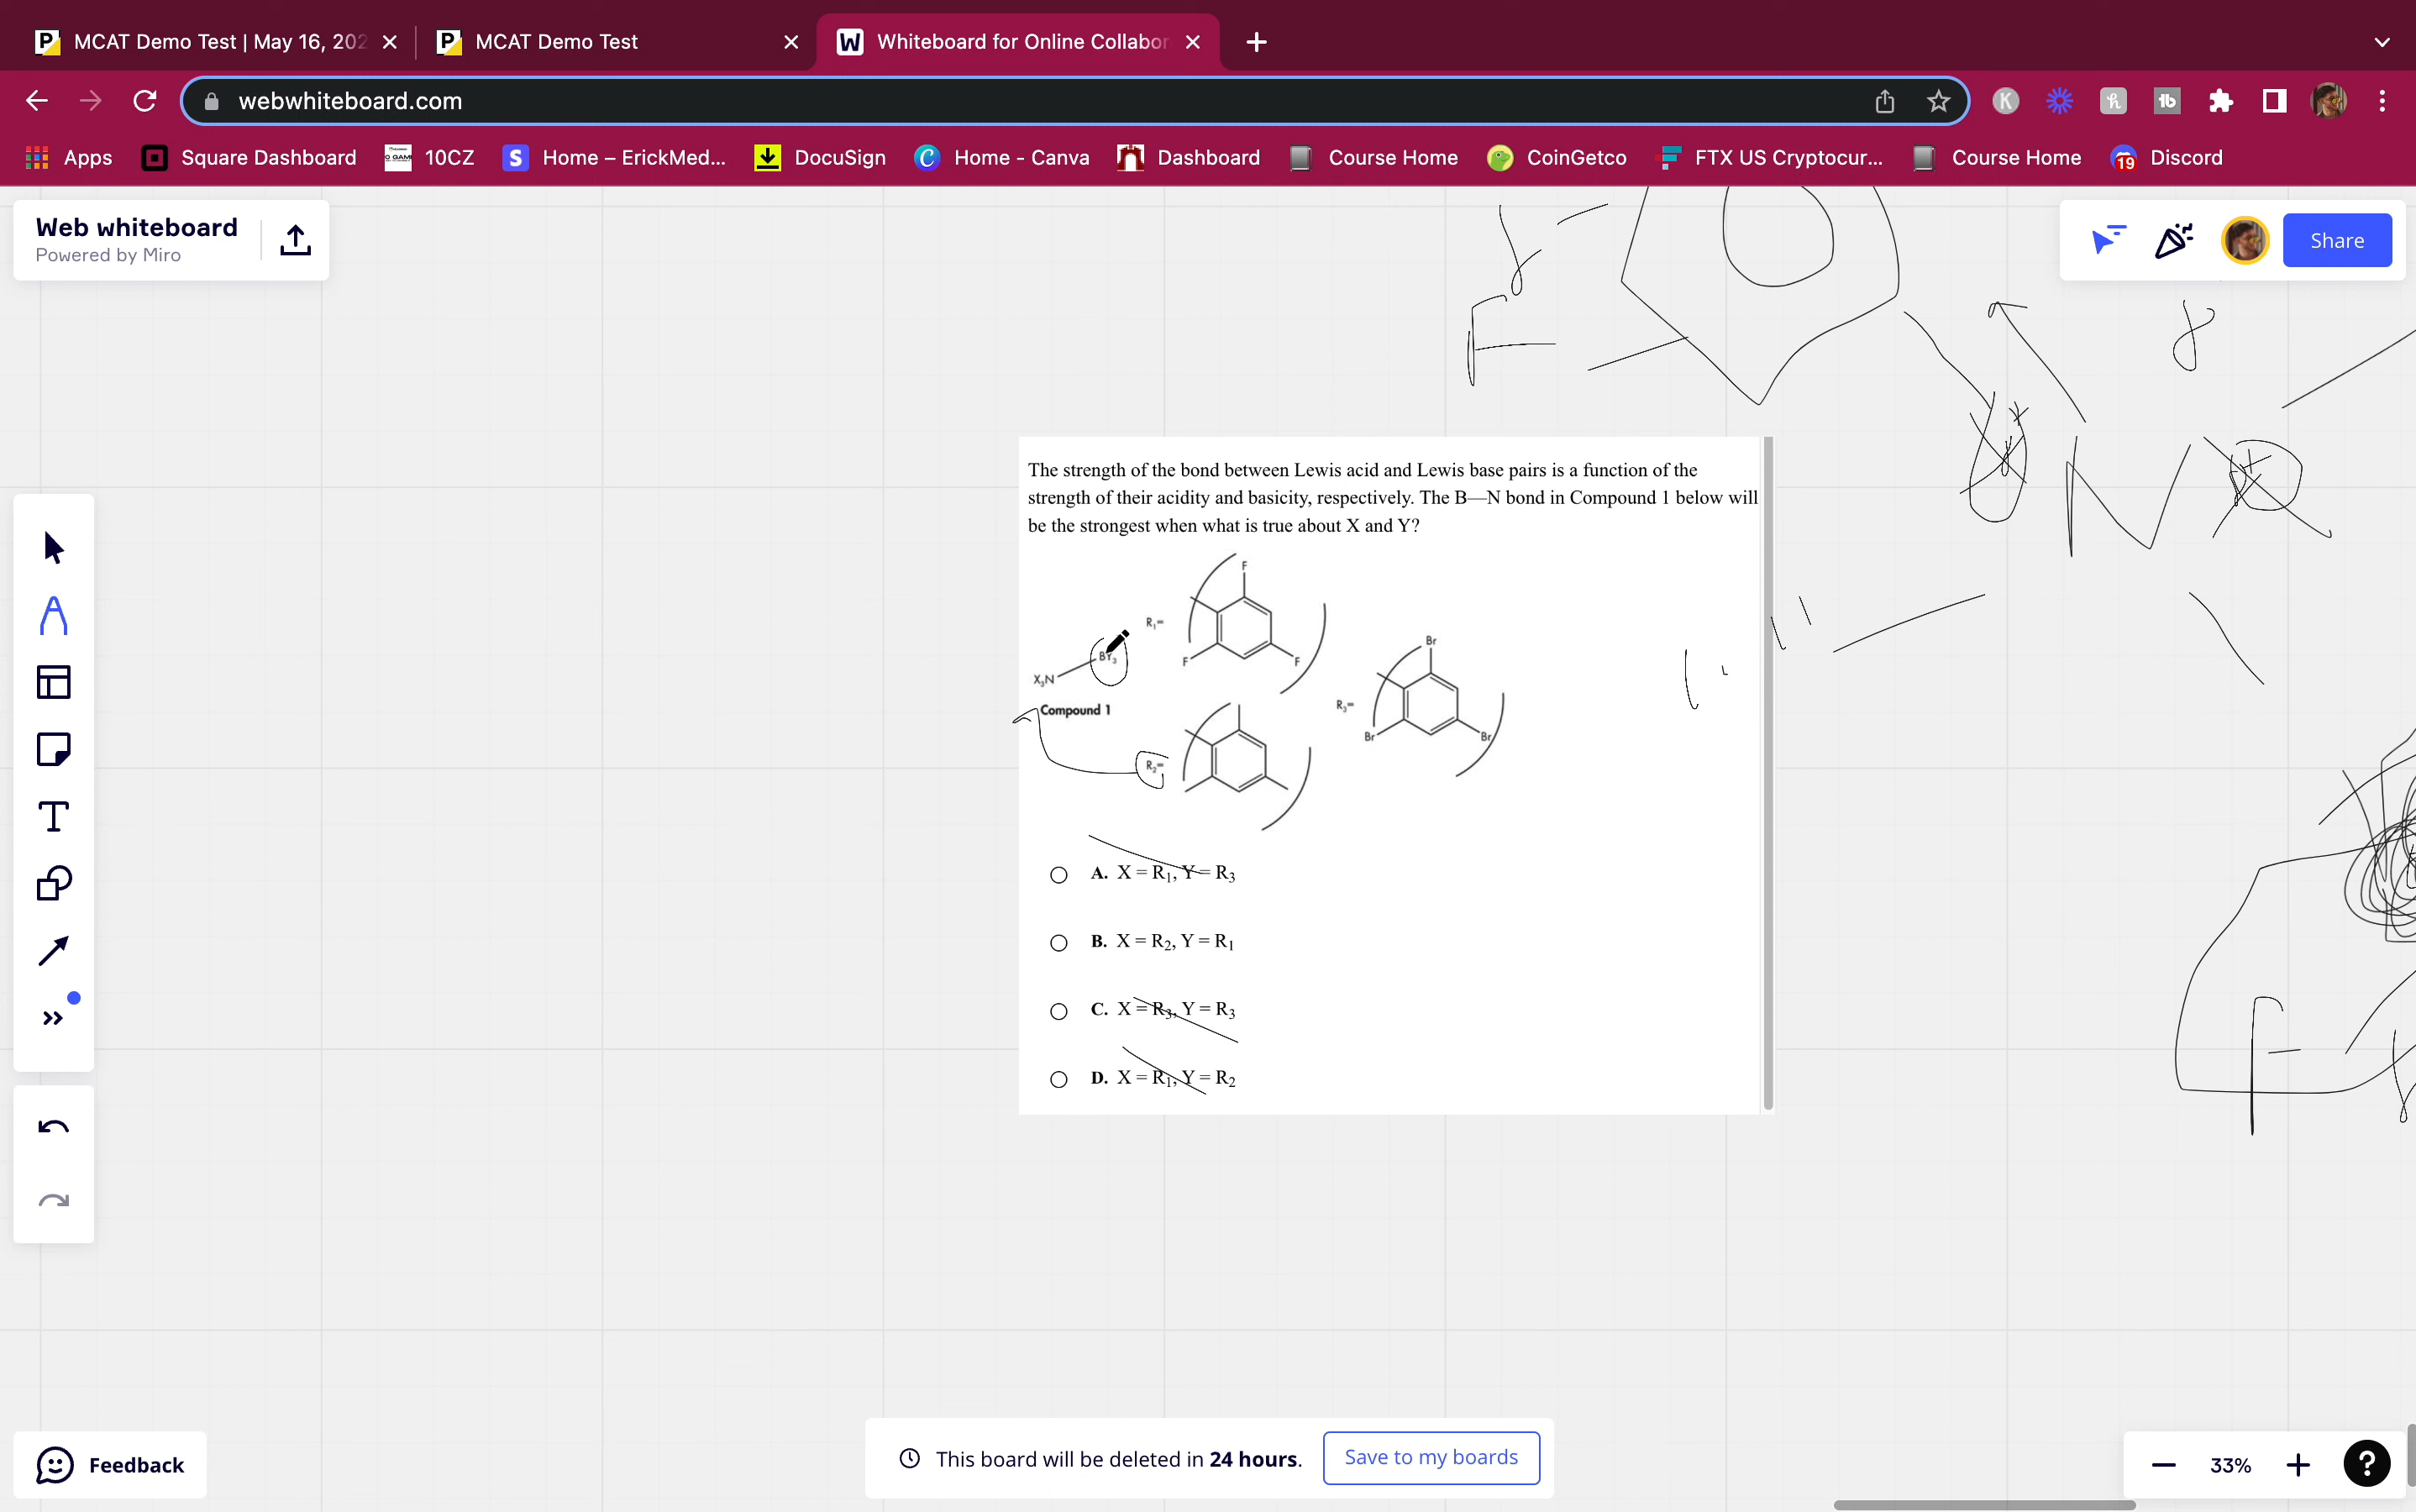 MCAT Demo Test | May 16, 202
MCAT Demo Test
Whiteboard for Online Collabor
webwhiteboard.com
Apps
Square Dashboard
10CZ
Home – ErickMed...
DocuSign
Home - Canva
Dashboard
Course Home
CoinGetco
FTX US Cryptocur...
Course Home
19
Discord
Web whiteboard
Powered by Miro
Share
F
N
The strength of the bond between Lewis acid and Lewis base pairs is a function of the
strength of their acidity and basicity, respectively. The B—N bond in Compound 1 below will
be the strongest when what is true about X and Y?
X₃N
BY₃
Compound 1
R₁=
F
F
F
R₂=
R₃=
Br
Br
Br
A. X = R₁, Y = R₃
B. X = R₂, Y = R₁
C. X = R₃, Y = R₃
D. X = R₁, Y = R₂
F
Feedback
This board will be deleted in 24 hours.
Save to my boards
33%